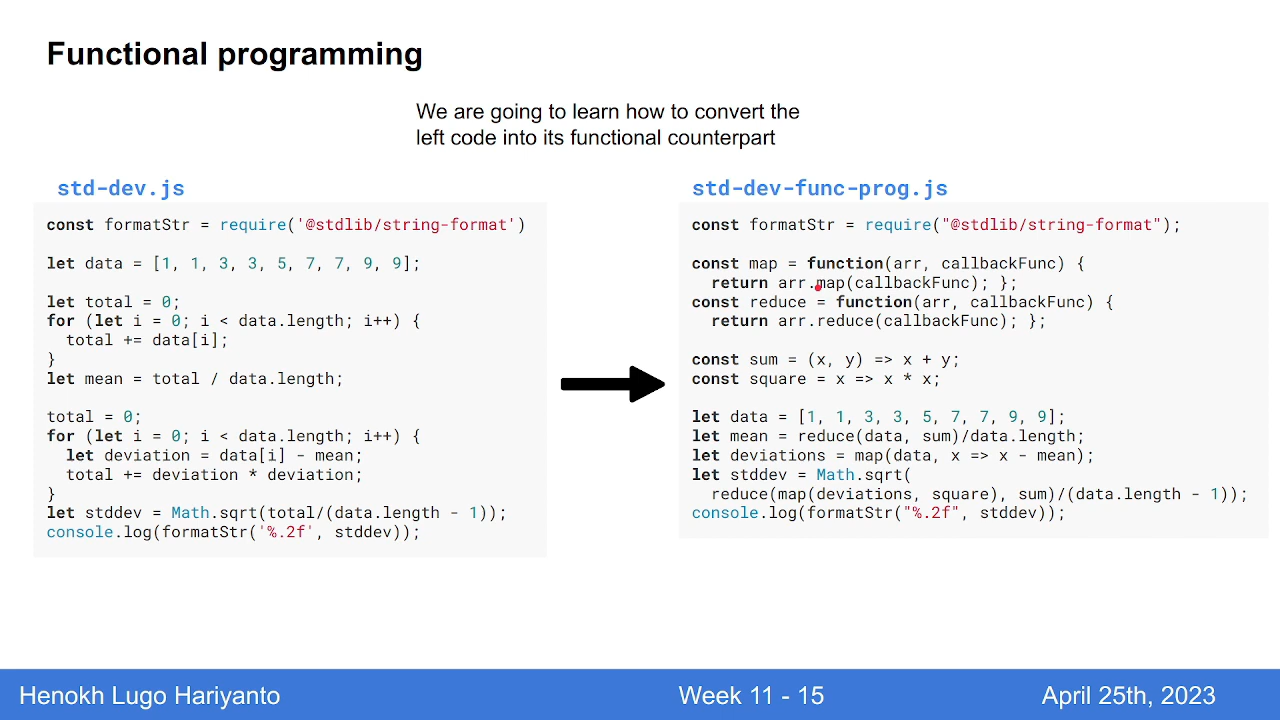 Functional programming
We are going to learn how to convert the
left code into its functional counterpart
std-dev.js
const formatStr = require('@stdlib/string-format')
let data = [1, 1, 3, 3, 5, 7, 7, 9, 9];
let total = 0;
for (let i = 0; i < data.length; i++) {
  total += data[i];
}
let mean = total / data.length;
total = 0;
for (let i = 0; i < data.length; i++) {
  let deviation = data[i] - mean;
  total += deviation * deviation;
}
let stddev = Math.sqrt(total/(data.length - 1));
console.log(formatStr('%.2f', stddev));
std-dev-func-prog.js
const formatStr = require("@stdlib/string-format");
const map = function(arr, callbackFunc) {
  return arr.map(callbackFunc); };
const reduce = function(arr, callbackFunc) {
  return arr.reduce(callbackFunc); };
const sum = (x, y) => x + y;
const square = x => x * x;
let data = [1, 1, 3, 3, 5, 7, 7, 9, 9];
let mean = reduce(data, sum)/data.length;
let deviations = map(data, x => x - mean);
let stddev = Math.sqrt(
  reduce(map(deviations, square), sum)/(data.length - 1));
console.log(formatStr("%.2f", stddev));
Henokh Lugo Hariyanto
Week 11 - 15
April 25th, 2023